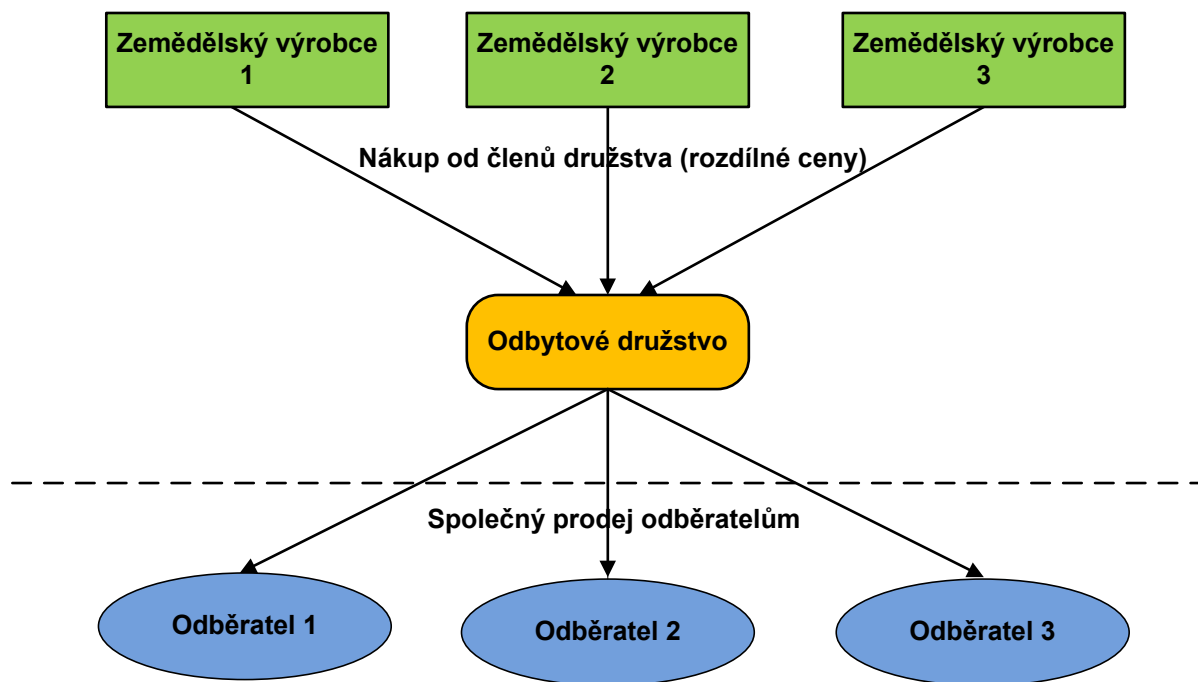 Zemědělský výrobce
1
Zemědělský výrobce
2
Zemědělský výrobce
3
Nákup od členů družstva (rozdílné ceny)
Odbytové družstvo
Společný prodej odběratelům
Odběratel 1
Odběratel 2
Odběratel 3